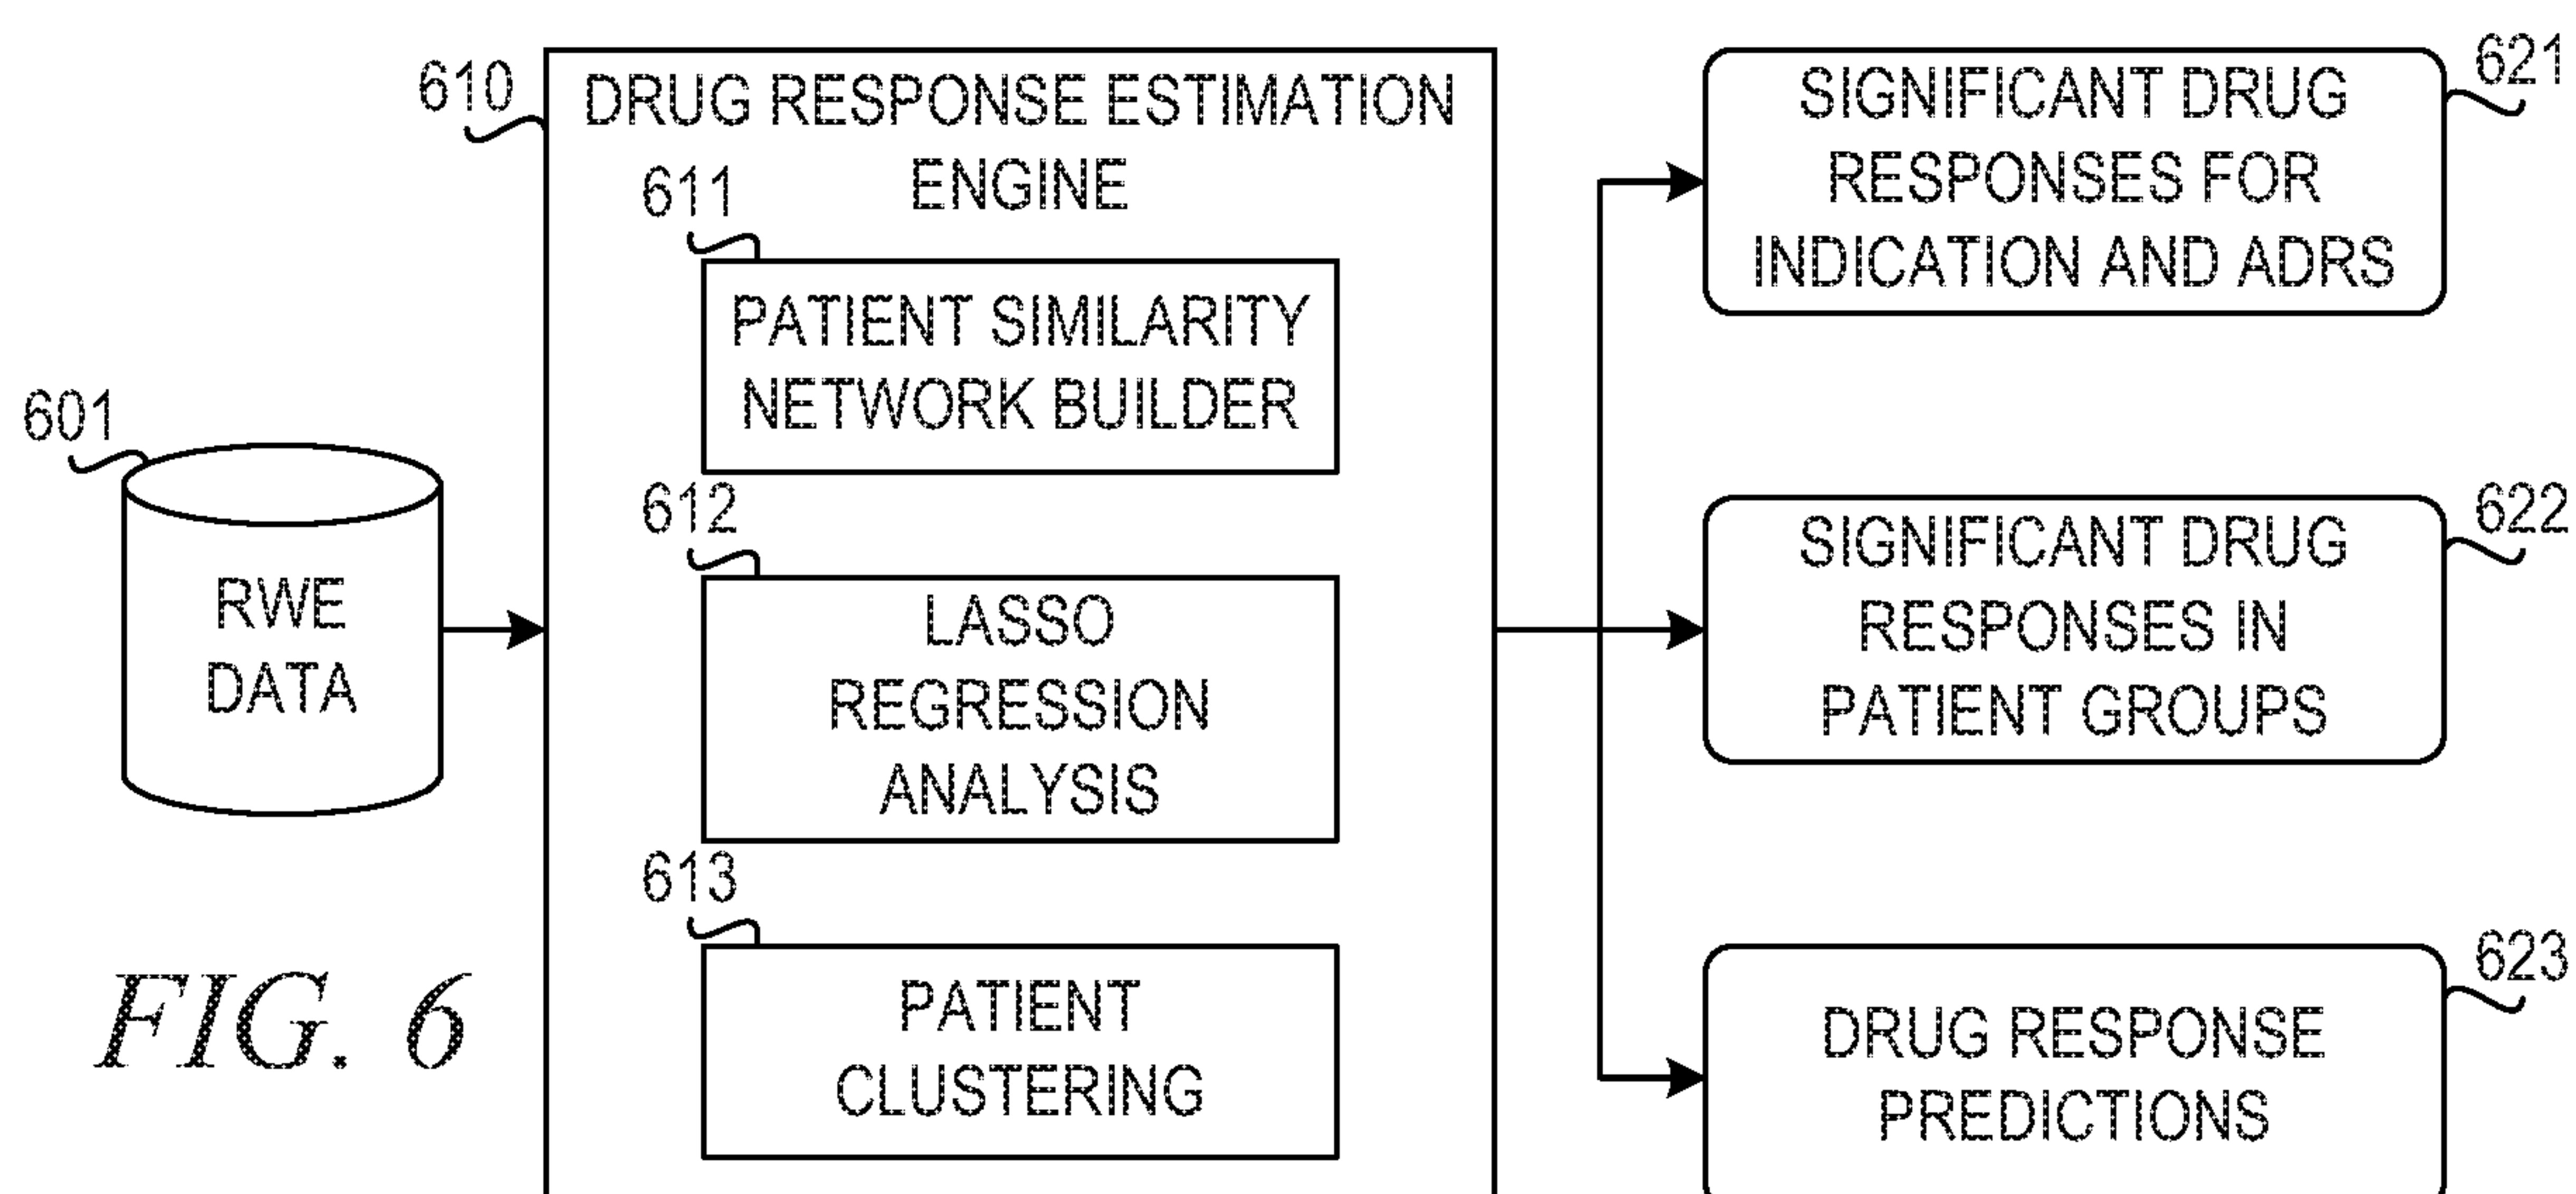 601
RWE
DATA
610
DRUG RESPONSE ESTIMATION
ENGINE
611
PATIENT SIMILARITY
NETWORK BUILDER
612
LASSO
REGRESSION
ANALYSIS
613
PATIENT
CLUSTERING
621
SIGNIFICANT DRUG
RESPONSES FOR
INDICATION AND ADRS
622
SIGNIFICANT DRUG
RESPONSES IN
PATIENT GROUPS
623
DRUG RESPONSE
PREDICTIONS
FIG. 6